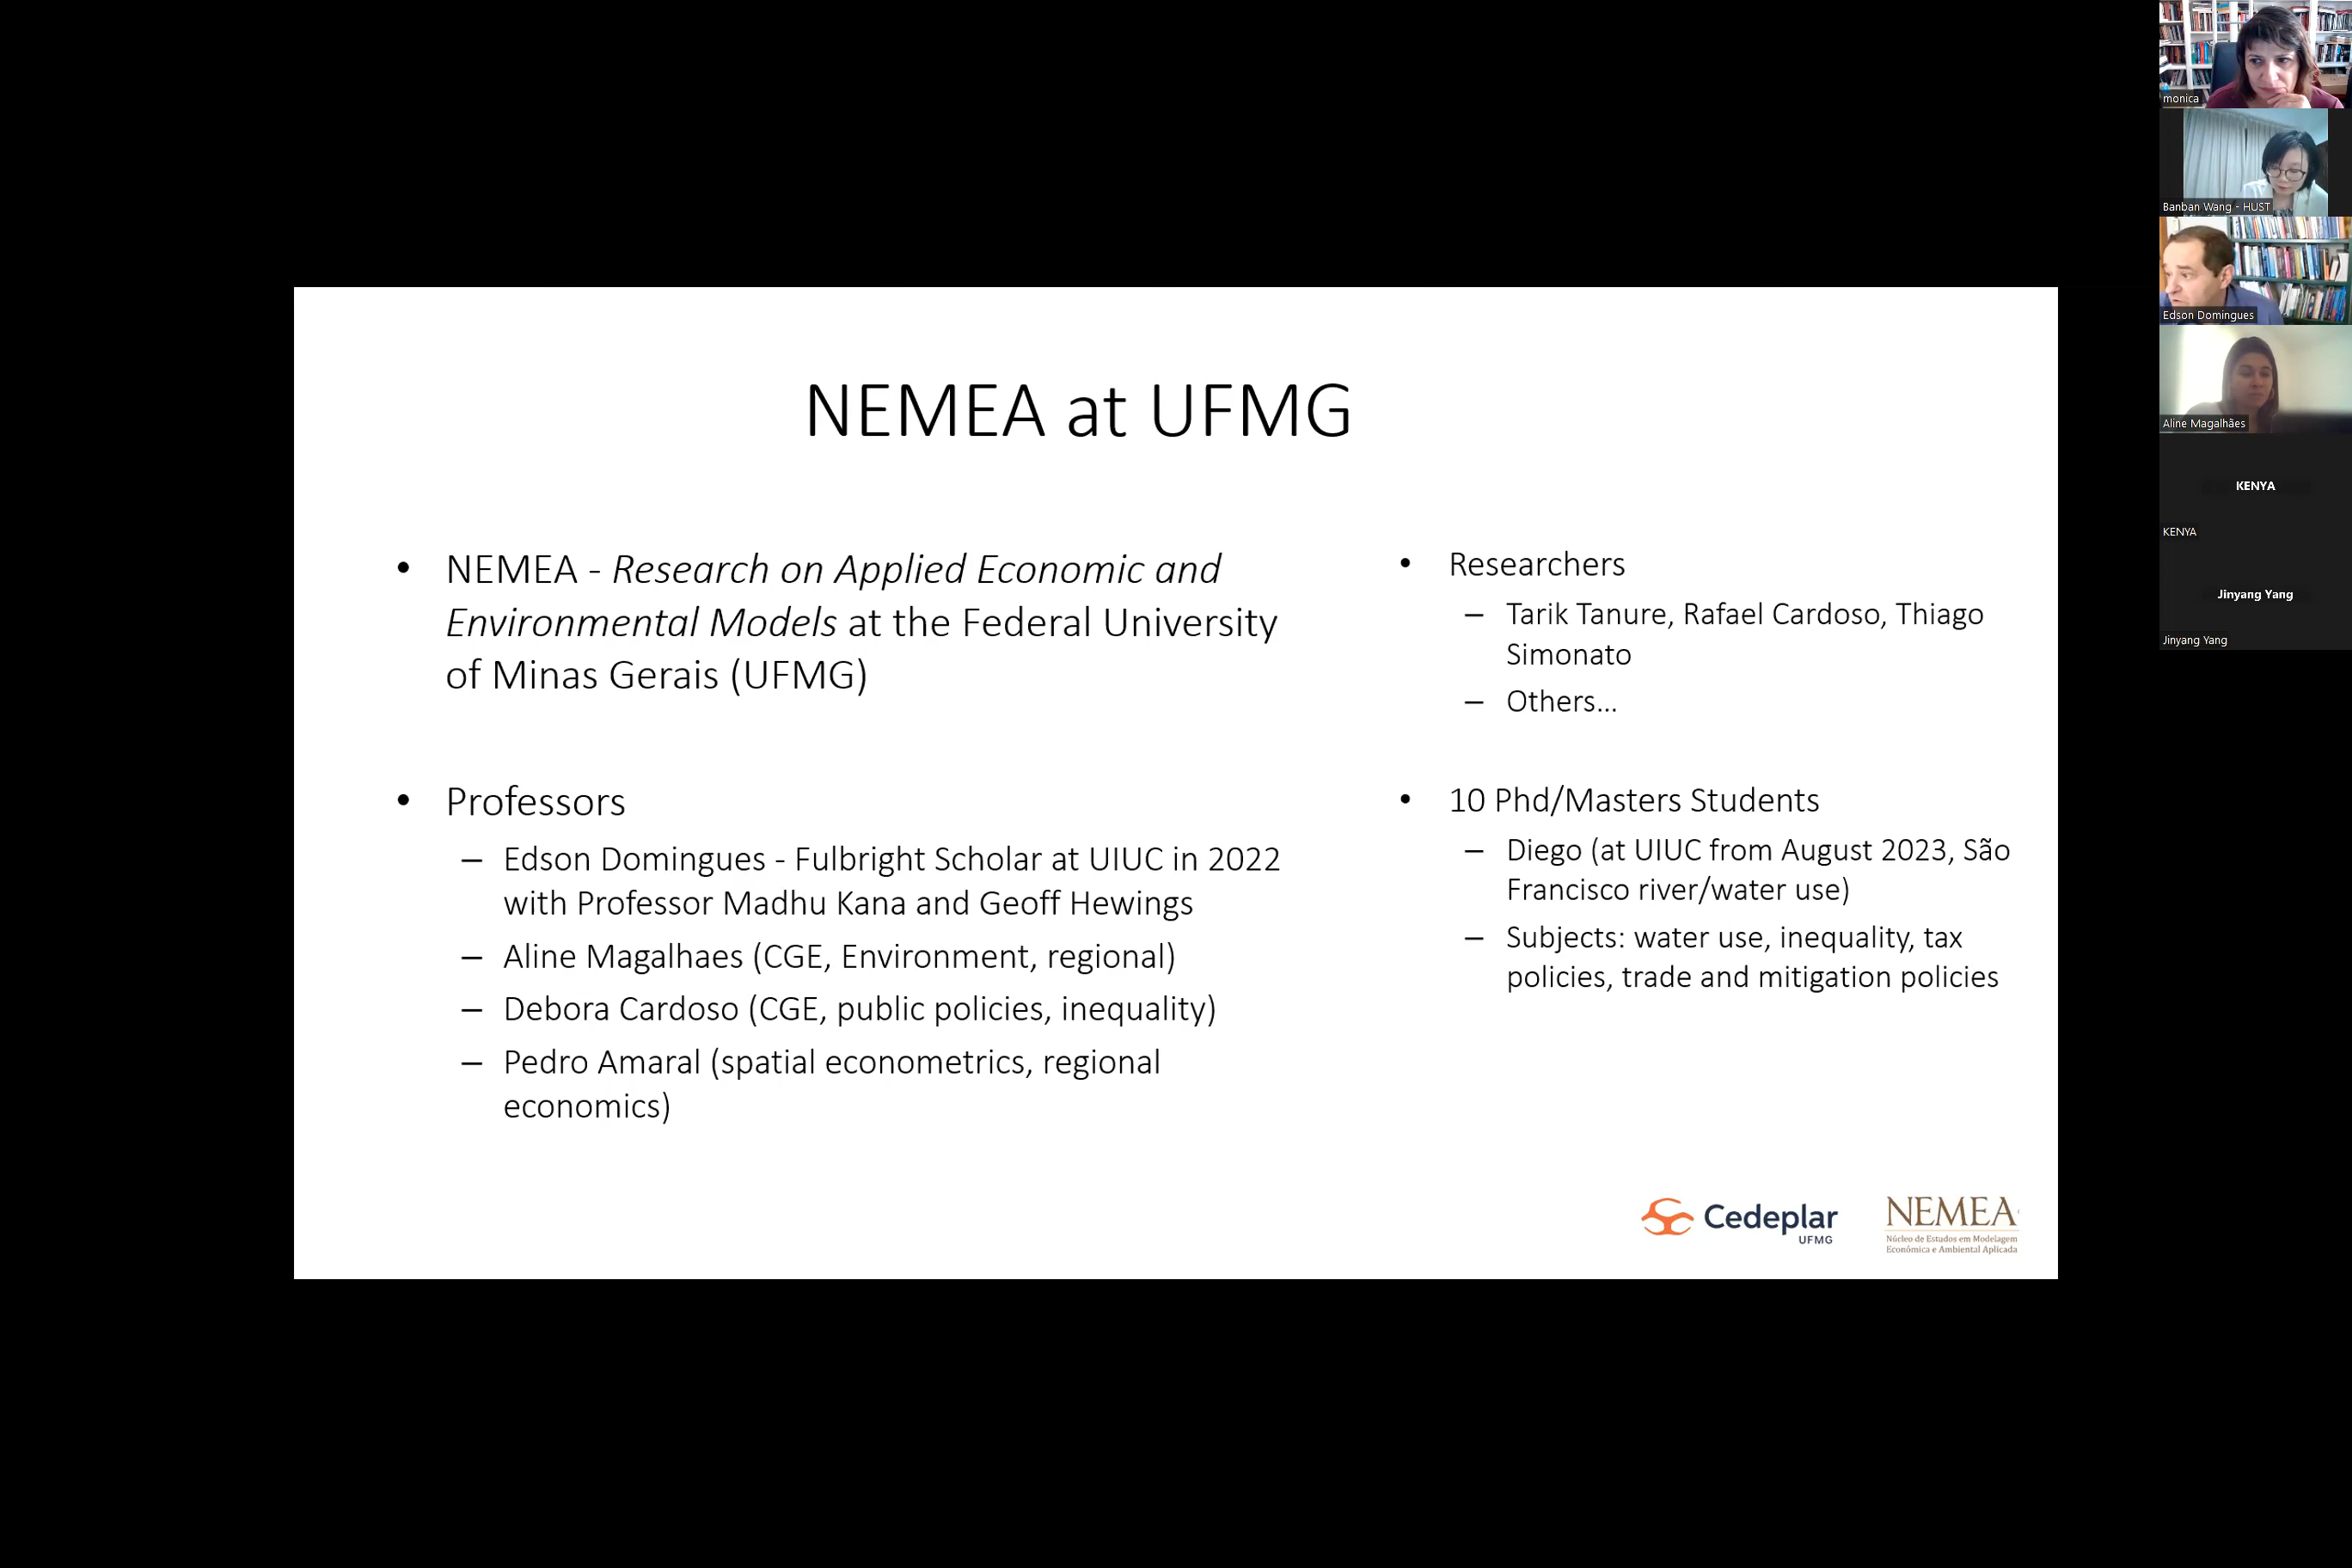 NEMEA at UFMG
• NEMEA - Research on Applied Economic and
Environmental Models at the Federal University
of Minas Gerais (UFMG)
• Professors
– Edson Domingues - Fulbright Scholar at UIUC in 2022
with Professor Madhu Kana and Geoff Hewings
– Aline Magalhaes (CGE, Environment, regional)
– Debora Cardoso (CGE, public policies, inequality)
– Pedro Amaral (spatial econometrics, regional
economics)
• Researchers
– Tarik Tanure, Rafael Cardoso, Thiago
Simonato
– Others...
• 10 Phd/Masters Students
– Diego (at UIUC from August 2023, São
Francisco river/water use)
– Subjects: water use, inequality, tax
policies, trade and mitigation policies
Cedeplar
UFMG
NEMEA
Núcleo de Estudos em Modelagem
Econômica e Ambiental Aplicada
monica
Banban Wang - HUST
Edson Domingues
Aline Magalhães
KENYA
KENYA
Jinyang Yang
Jinyang Yang